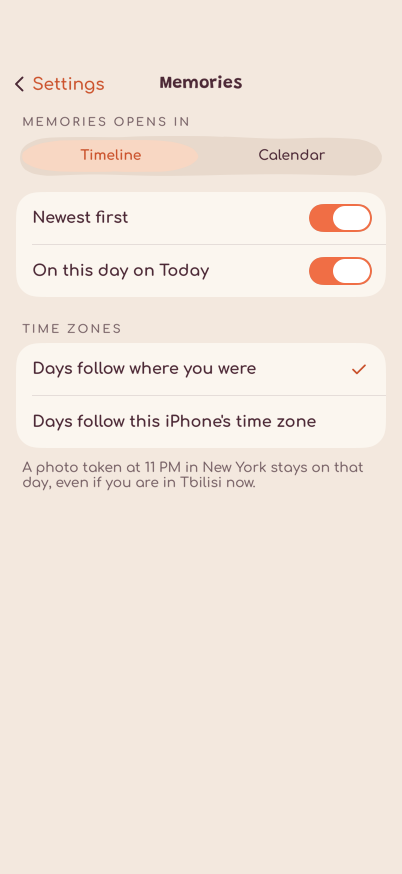 Settings
Memories
MEMORIES OPENS IN
Timeline
Calendar
Newest first
On this day on Today
TIME ZONES
Days follow where you were
Days follow this iPhone's time zone
A photo taken at 11 PM in New York stays on that
day, even if you are in Tbilisi now.